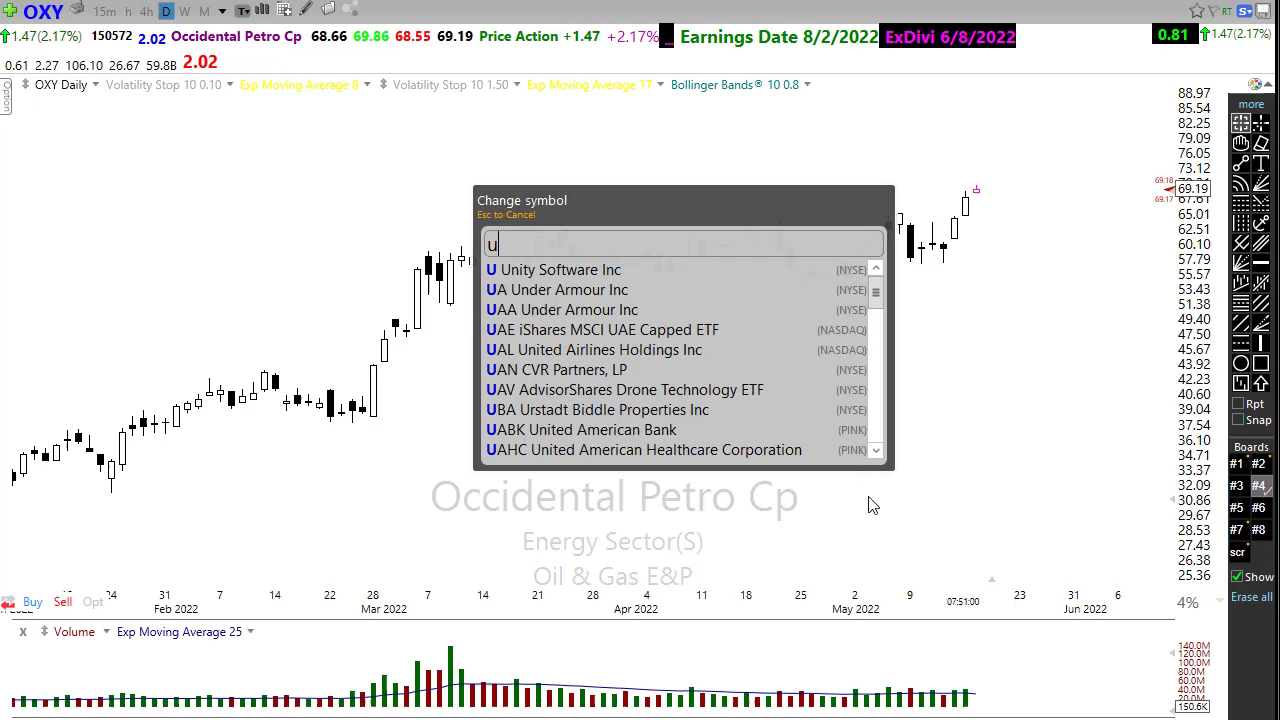 OXY 15m h 4h D W M T RT S
1.47(2.17%) 150572 2.02 Occidental Petro Cp 68.66 69.86 68.55 69.19 Price Action +1.47 +2.17% ... Earnings Date 8/2/2022 ExDivi 6/8/2022 0.81 1.47(2.17%)
0.61 2.27 106.10 26.67 59.8B 2.02
Option
OXY Daily Volatility Stop 10 0.10 Exp Moving Average 8 Volatility Stop 10 1.50 Exp Moving Average 17 Bollinger Bands® 10 0.8
88.97
85.54
82.25
79.09
76.05
73.12
69.18
69.19
69.17
67.61
65.01
62.51
60.10
57.79
55.57
53.43
51.38
49.40
47.50
45.67
43.92
42.23
40.60
39.04
37.54
36.10
34.71
33.37
32.09
30.86
29.67
28.53
27.43
26.38
25.36
more
Rpt
Snap
Boards
#1 #2
#3 #4
#5 #6
#7 #8
scr
Show
Erase all
Change symbol
Esc to Cancel
u
U Unity Software Inc (NYSE)
UA Under Armour Inc (NYSE)
UAA Under Armour Inc (NYSE)
UAE iShares MSCI UAE Capped ETF (NASDAQ)
UAL United Airlines Holdings Inc (NASDAQ)
UAN CVR Partners, LP (NYSE)
UAV AdvisorShares Drone Technology ETF (NYSE)
UBA Urstadt Biddle Properties Inc (NYSE)
UABK United American Bank (PINK)
UAHC United American Healthcare Corporation (PINK)
Occidental Petro Cp
Energy Sector(S)
Oil & Gas E&P
Buy Sell Opt
24 31 7 14 22 28 7 14 21 28 4 11 18 25 2 9 07:51:00 23 31 6
Feb 2022 Mar 2022 Apr 2022 May 2022 Jun 2022
4%
x Volume Exp Moving Average 25
140.0M
120.0M
100.0M
80.0M
60.0M
40.0M
150.6K